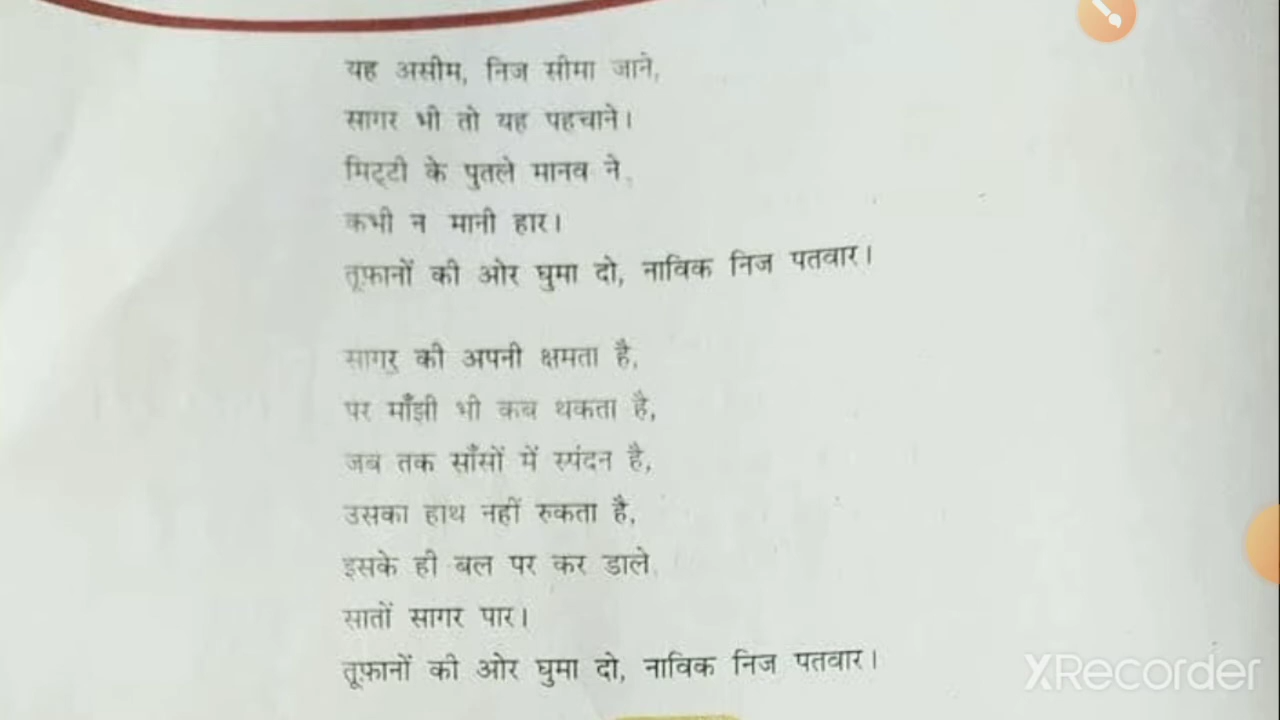 यह असीम, निज सीमा जाने,
सागर भी तो यह पहचाने।
मिट्टी के पुतले मानव ने,
कभी न मानी हार।
तूफ़ानों की ओर घुमा दो, नाविक निज पतवार।
सागर की अपनी क्षमता है,
पर माँझी भी कब थकता है,
जब तक साँसों में स्पंदन है,
उसका हाथ नहीं रुकता है,
इसके ही बल पर कर डाले,
सातों सागर पार।
तूफ़ानों की ओर घुमा दो, नाविक निज पतवार।
XRecorder